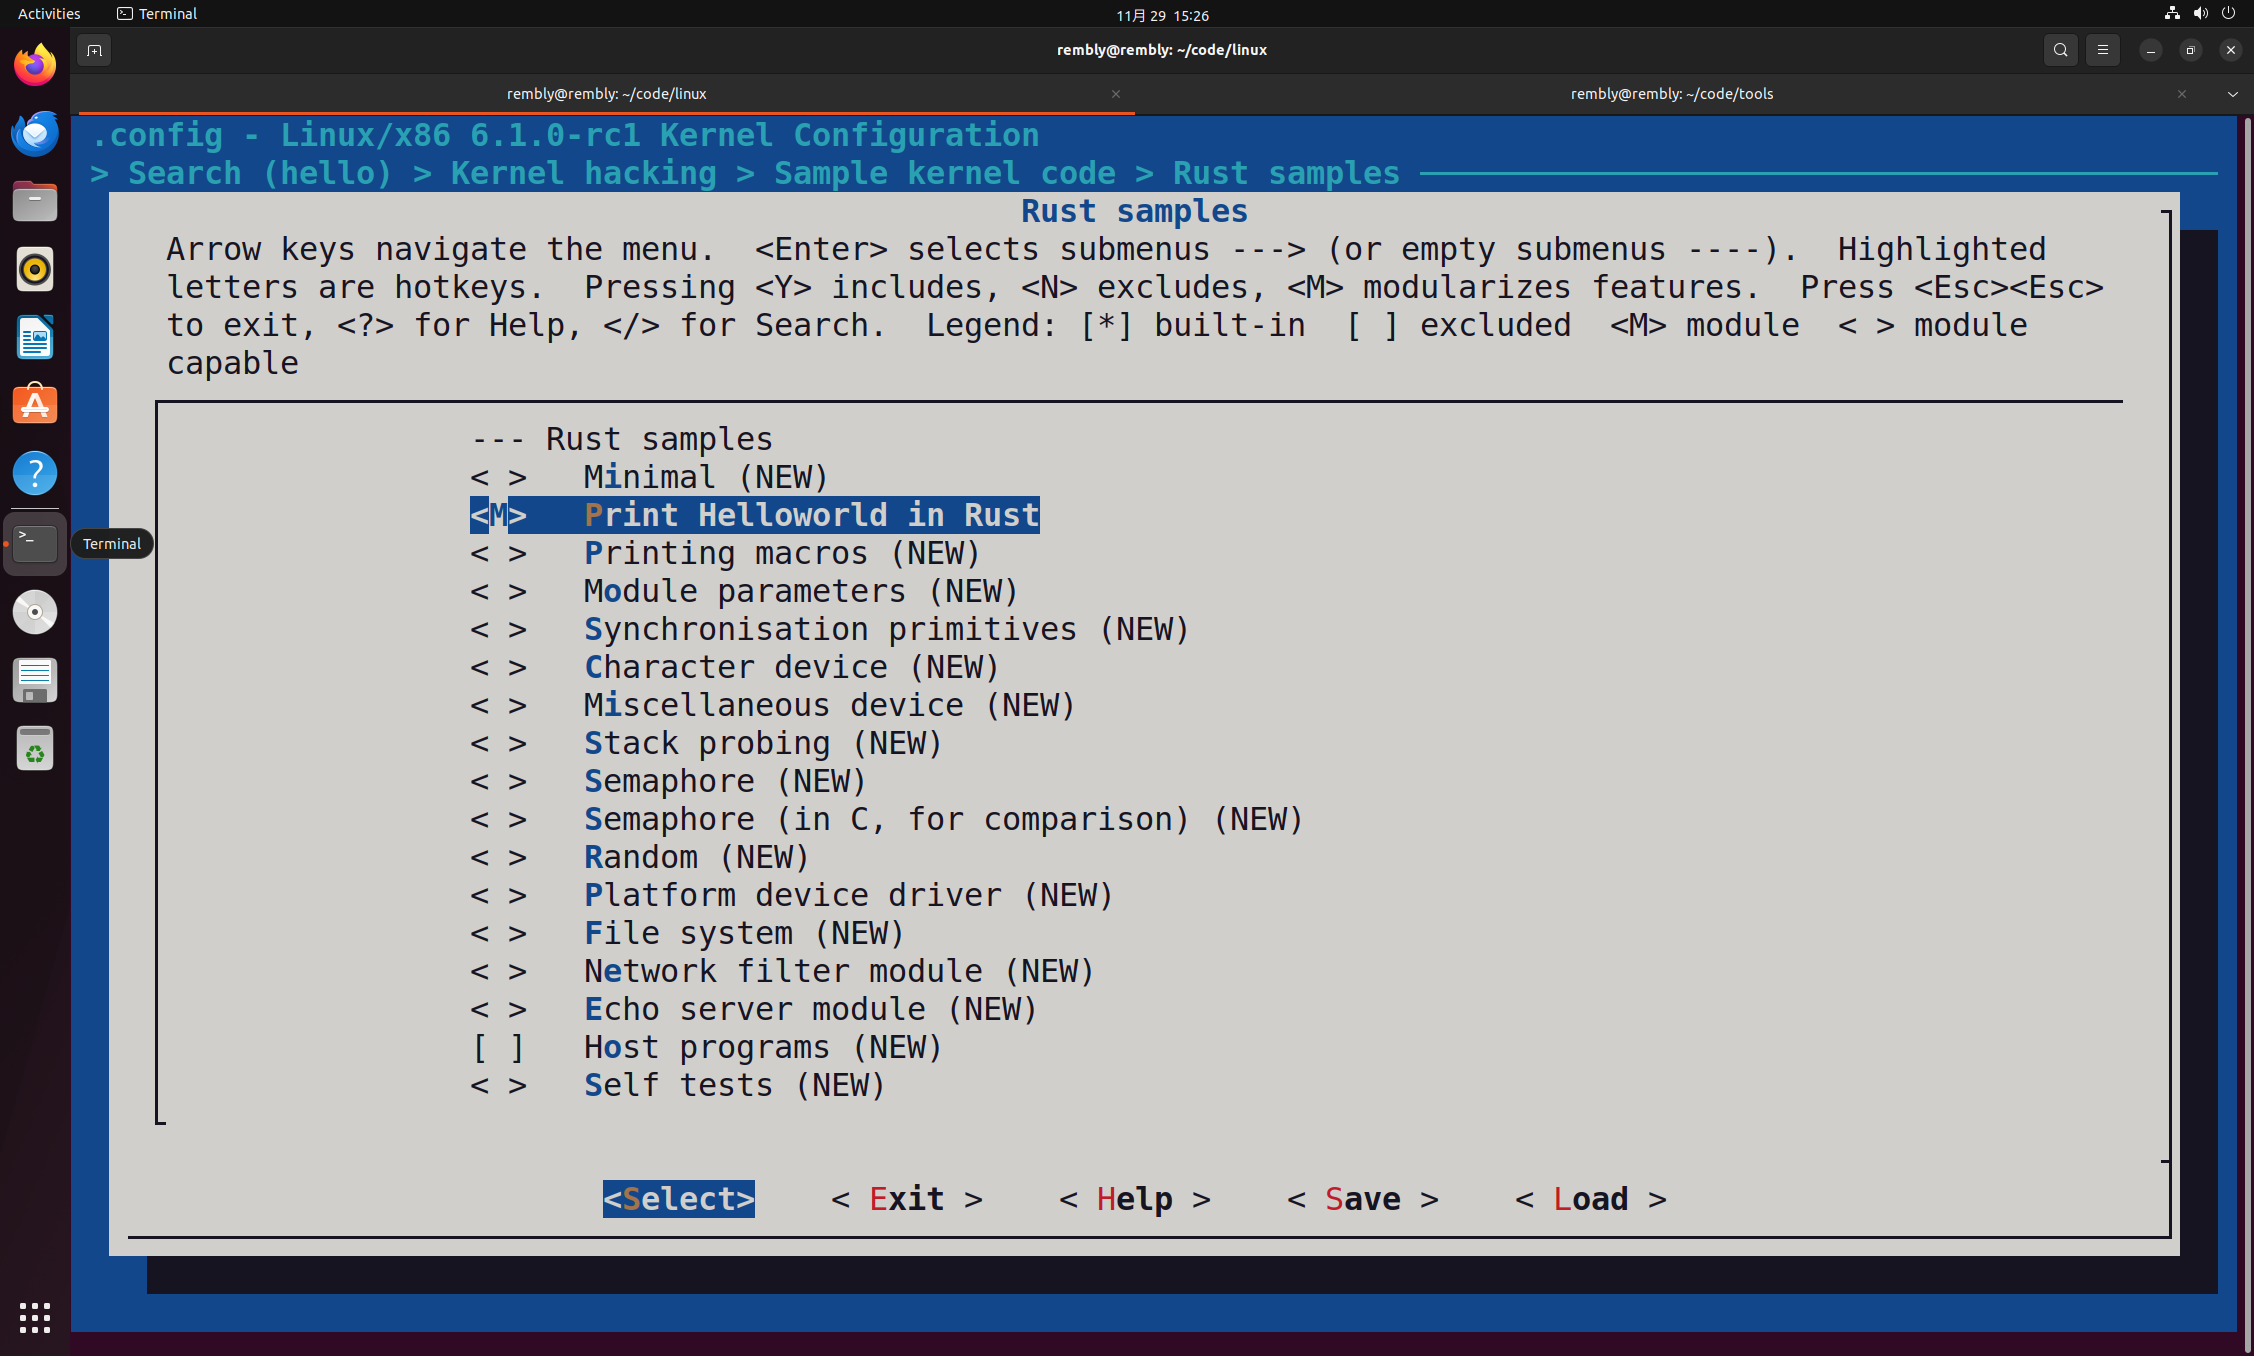 Activities
Terminal
11月 29 15:26
rembly@rembly: ~/code/linux
rembly@rembly: ~/code/linux
rembly@rembly: ~/code/tools
.config - Linux/x86 6.1.0-rc1 Kernel Configuration
> Search (hello) > Kernel hacking > Sample kernel code > Rust samples
Rust samples
Arrow keys navigate the menu.  <Enter> selects submenus ---> (or empty submenus ----).  Highlighted
letters are hotkeys.  Pressing <Y> includes, <N> excludes, <M> modularizes features.  Press <Esc><Esc>
to exit, <?> for Help, </> for Search.  Legend: [*] built-in  [ ] excluded  <M> module  < > module
capable
--- Rust samples
< >   Minimal (NEW)
<M>   Print Helloworld in Rust
< >   Printing macros (NEW)
< >   Module parameters (NEW)
< >   Synchronisation primitives (NEW)
< >   Character device (NEW)
< >   Miscellaneous device (NEW)
< >   Stack probing (NEW)
< >   Semaphore (NEW)
< >   Semaphore (in C, for comparison) (NEW)
< >   Random (NEW)
< >   Platform device driver (NEW)
< >   File system (NEW)
< >   Network filter module (NEW)
< >   Echo server module (NEW)
[ ]   Host programs (NEW)
< >   Self tests (NEW)
<Select>    < Exit >    < Help >    < Save >    < Load >
Terminal